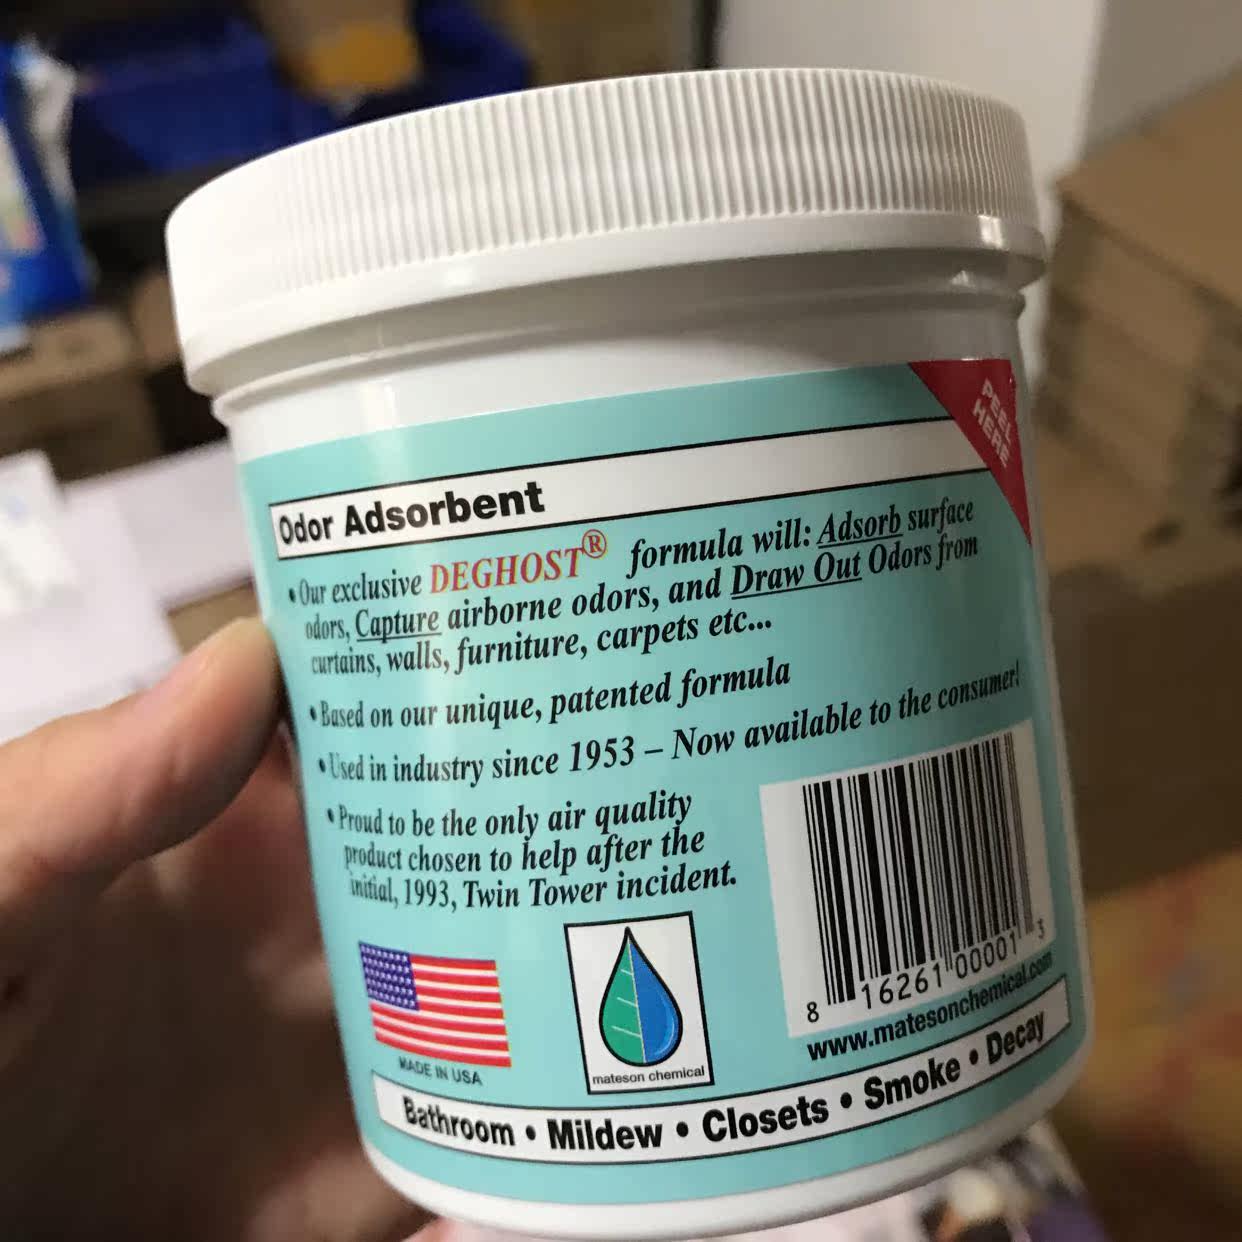 PEEL
HERE
Odor Adsorbent
• Our exclusive DEGHOST® formula will: Adsorb surface
odors, Capture airborne odors, and Draw Out Odors from
curtains, walls, furniture, carpets etc...
• Based on our unique, patented formula
• Used in industry since 1953 – Now available to the consumer!
• Proud to be the only air quality
product chosen to help after the
initial, 1993, Twin Tower incident.
MADE IN USA
mateson chemical
8 16261 00001 3
www.matesonchemical.com
Bathroom • Mildew • Closets • Smoke • Decay